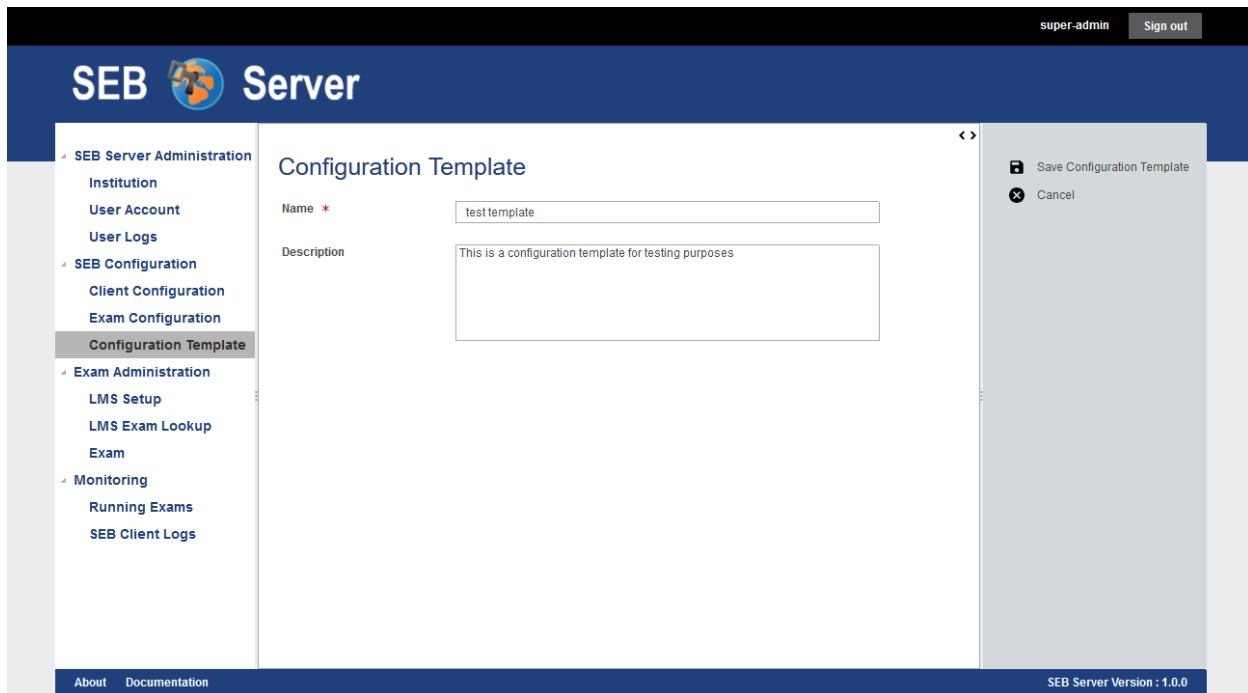 super-admin Sign out
SEB Server
SEB Server Administration
Institution
User Account
User Logs
SEB Configuration
Client Configuration
Exam Configuration
Configuration Template
Exam Administration
LMS Setup
LMS Exam Lookup
Exam
Monitoring
Running Exams
SEB Client Logs
Configuration Template
Name *
test template
Description
This is a configuration template for testing purposes
Save Configuration Template
Cancel
About Documentation
SEB Server Version : 1.0.0